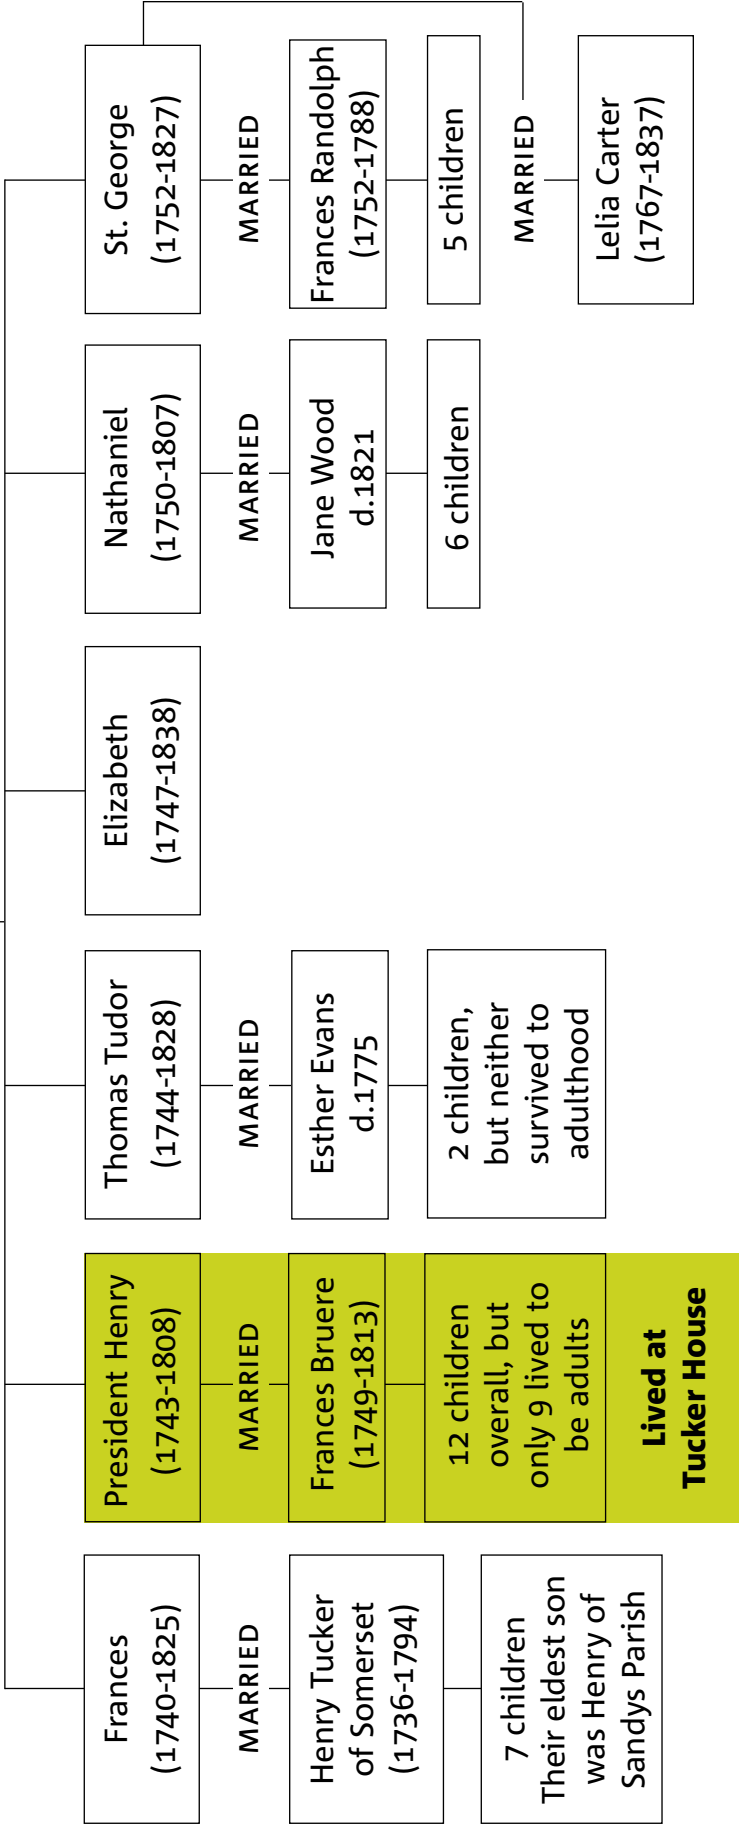 Frances
(1740-1825)
MARRIED
Henry Tucker
of Somerset
(1736-1794)
7 children
Their eldest son
was Henry of
Sandys Parish
President Henry
(1743-1808)
MARRIED
Frances Bruere
(1749-1813)
12 children
overall, but
only 9 lived to
be adults
Lived at
Tucker House
Thomas Tudor
(1744-1828)
MARRIED
Esther Evans
d.1775
2 children,
but neither
survived to
adulthood
Elizabeth
(1747-1838)
Nathaniel
(1750-1807)
MARRIED
Jane Wood
d.1821
6 children
St. George
(1752-1827)
MARRIED
Frances Randolph
(1752-1788)
5 children
MARRIED
Lelia Carter
(1767-1837)